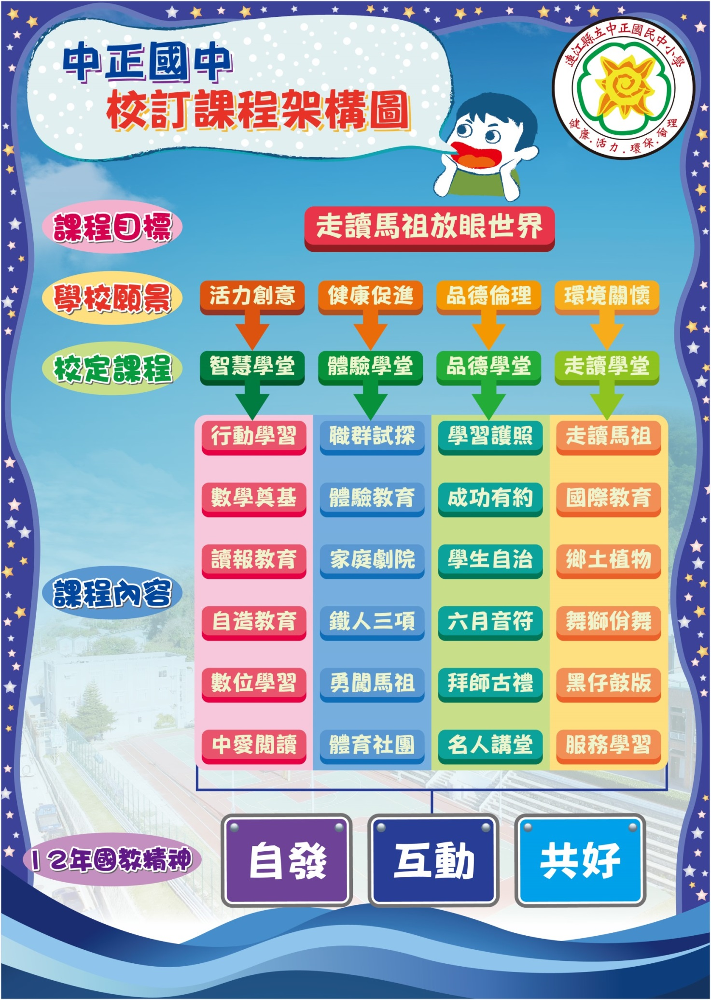 中正國中
校訂課程架構圖
連江縣立中正國民中小學
健康.活力.環保.倫理
課程目標
走讀馬祖放眼世界
學校願景
活力創意 健康促進 品德倫理 環境關懷
校定課程
智慧學堂 體驗學堂 品德學堂 走讀學堂
行動學習 職群試探 學習護照 走讀馬祖
數學奠基 體驗教育 成功有約 國際教育
讀報教育 家庭劇院 學生自治 鄉土植物
課程內容
自造教育 鐵人三項 六月音符 舞獅佾舞
數位學習 勇闖馬祖 拜師古禮 黑仔鼓版
中愛閱讀 體育社團 名人講堂 服務學習
12年國教精神
自發 互動 共好